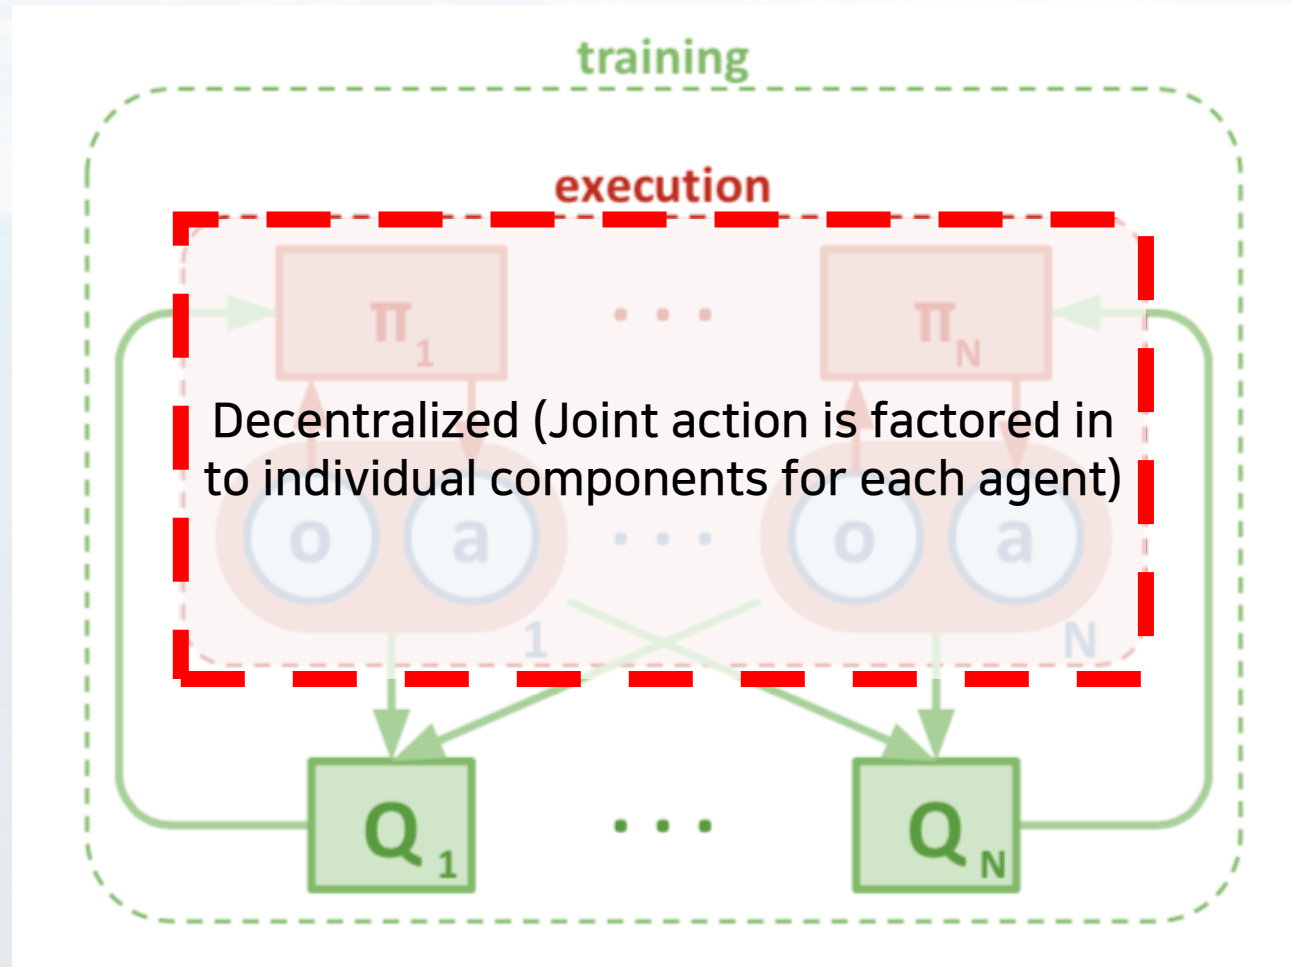 training
execution
π1 ... πN
Decentralized (Joint action is factored in
to individual components for each agent)
o a ... o a
1 N
Q1 ... QN